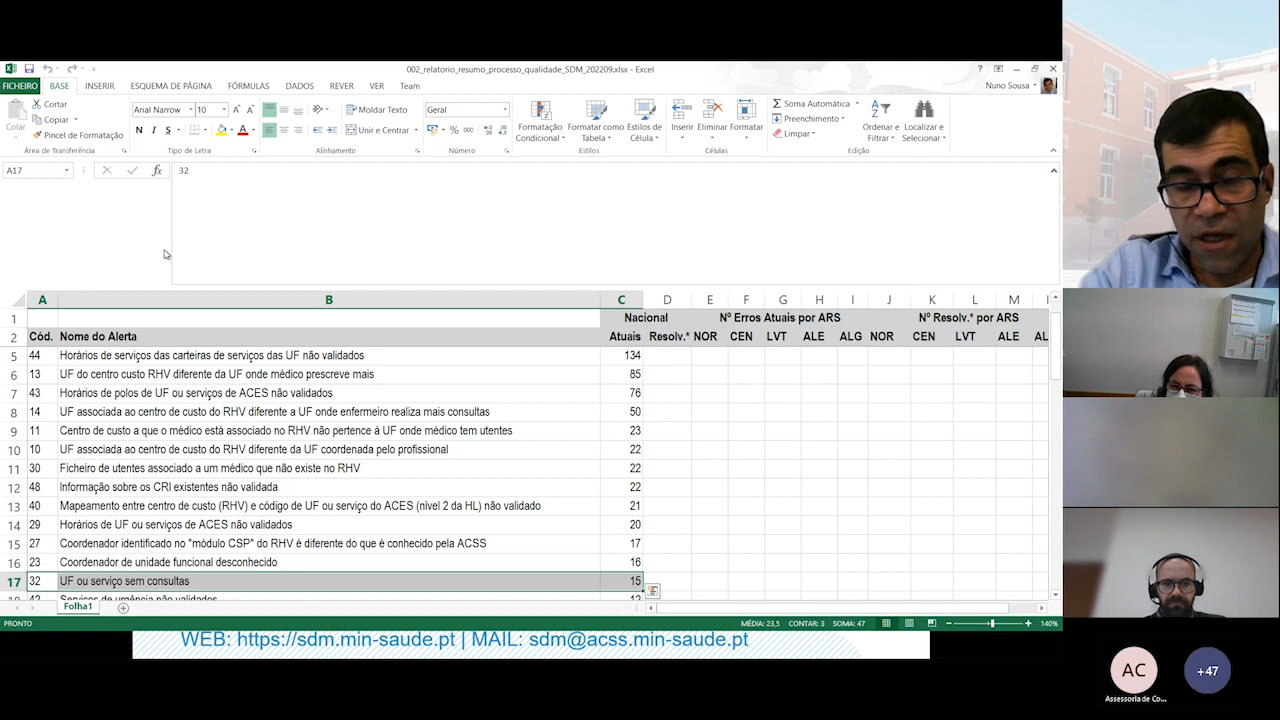 002_relatorio_resumo_processo_qualidade_SDM_202209.xlsx - Excel
FICHEIRO BASE INSERIR ESQUEMA DE PÁGINA FÓRMULAS DADOS REVER VER Team Nuno Sousa
Colar
Cortar
Copiar
Pincel de Formatação
Área de Transferência
Arial Narrow 10
N I S
Tipo de Letra
Moldar Texto
Unir e Centrar
Alinhamento
Geral
% 000
Número
Formatação Condicional
Formatar como Tabela
Estilos de Célula
Estilos
Inserir Eliminar Formatar
Células
Soma Automática
Preenchimento
Limpar
Ordenar e Filtrar
Localizar e Selecionar
Edição
A17 fx 32
A B C D E F G H I J K L M
1 Nacional Nº Erros Atuais por ARS Nº Resolv.* por ARS
2 Cód. Nome do Alerta Atuais Resolv.* NOR CEN LVT ALE ALG NOR CEN LVT ALE AL
5 44 Horários de serviços das carteiras de serviços das UF não validados 134
6 13 UF do centro custo RHV diferente da UF onde médico prescreve mais 85
7 43 Horários de polos de UF ou serviços de ACES não validados 76
8 14 UF associada ao centro de custo do RHV diferente a UF onde enfermeiro realiza mais consultas 50
9 11 Centro de custo a que o médico está associado no RHV não pertence à UF onde médico tem utentes 23
10 10 UF associada ao centro de custo do RHV diferente da UF coordenada pelo profissional 22
11 30 Ficheiro de utentes associado a um médico que não existe no RHV 22
12 48 Informação sobre os CRI existentes não validada 22
13 40 Mapeamento entre centro de custo (RHV) e código de UF ou serviço do ACES (nível 2 da HL) não validado 21
14 29 Horários de UF ou serviços de ACES não validados 20
15 27 Coordenador identificado no "módulo CSP" do RHV é diferente do que é conhecido pela ACSS 17
16 23 Coordenador de unidade funcional desconhecido 16
17 32 UF ou serviço sem consultas 15
42 Serviços de urgência não validados 12
Folha1
PRONTO MÉDIA: 23,5 CONTAR: 3 SOMA: 47 140%
WEB: https://sdm.min-saude.pt | MAIL: sdm@acss.min-saude.pt
AC +47
Assessoria de Co...